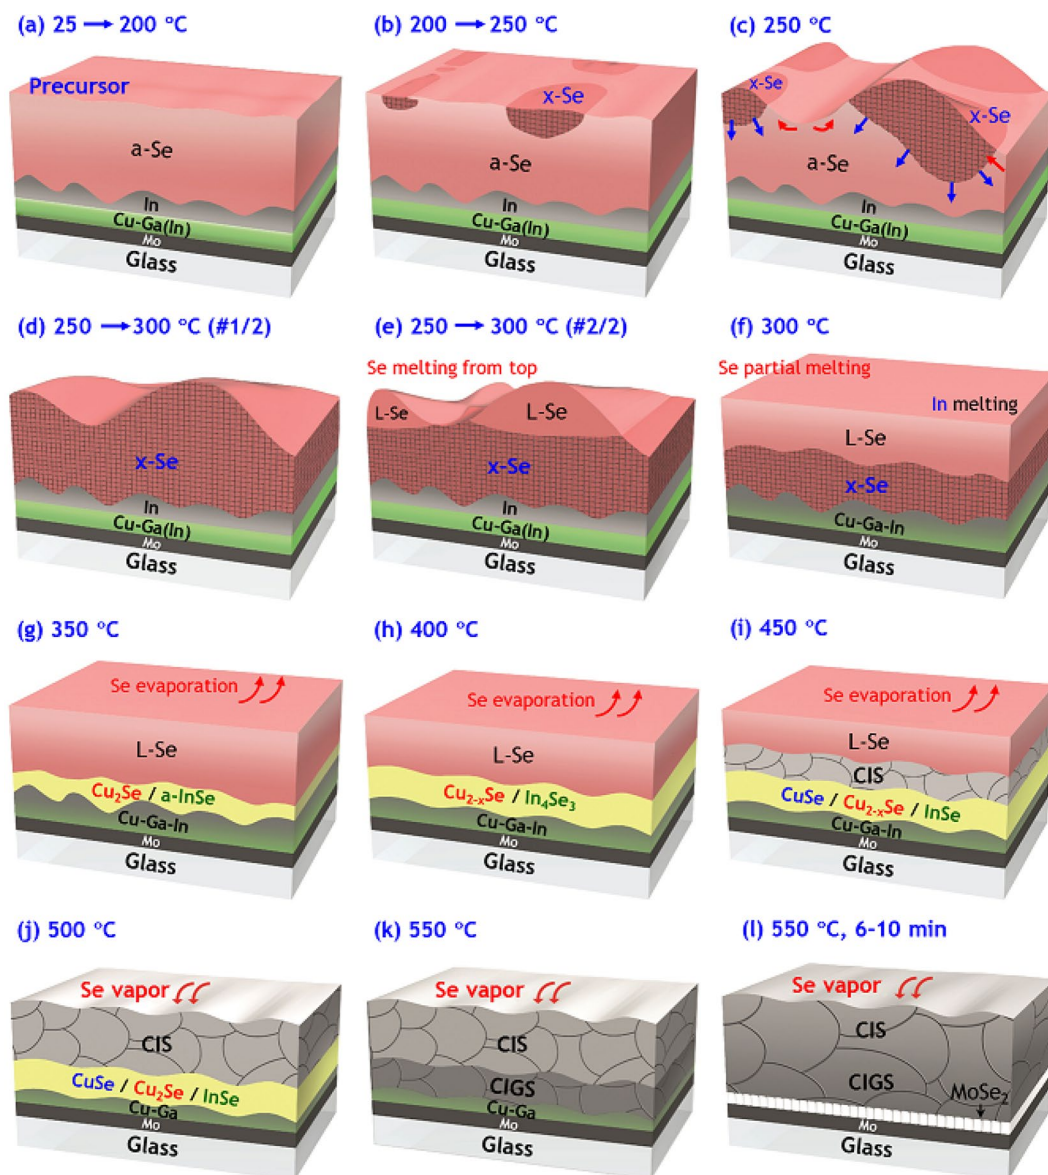 (a) 25 → 200 °C
Precursor
a-Se
In
Cu-Ga(In)
Mo
Glass
(b) 200 → 250 °C
x-Se
a-Se
In
Cu-Ga(In)
Mo
Glass
(c) 250 °C
x-Se
x-Se
a-Se
In
Cu-Ga(In)
Mo
Glass
(d) 250 → 300 °C (#1/2)
x-Se
In
Cu-Ga(In)
Mo
Glass
(e) 250 → 300 °C (#2/2)
Se melting from top
L-Se
L-Se
x-Se
In
Cu-Ga(In)
Mo
Glass
(f) 300 °C
Se partial melting
In melting
L-Se
x-Se
Cu-Ga-In
Mo
Glass
(g) 350 °C
Se evaporation
L-Se
Cu₂Se / a-InSe
Cu-Ga-In
Mo
Glass
(h) 400 °C
Se evaporation
L-Se
Cu₂₋ₓSe / In₄Se₃
Cu-Ga-In
Mo
Glass
(i) 450 °C
Se evaporation
L-Se
CIS
CuSe / Cu₂₋ₓSe / InSe
Cu-Ga-In
Mo
Glass
(j) 500 °C
Se vapor
CIS
CuSe / Cu₂Se / InSe
Cu-Ga
Mo
Glass
(k) 550 °C
Se vapor
CIS
CIGS
Cu-Ga
Mo
Glass
(l) 550 °C, 6-10 min
Se vapor
CIS
CIGS
MoSe₂
Mo
Glass